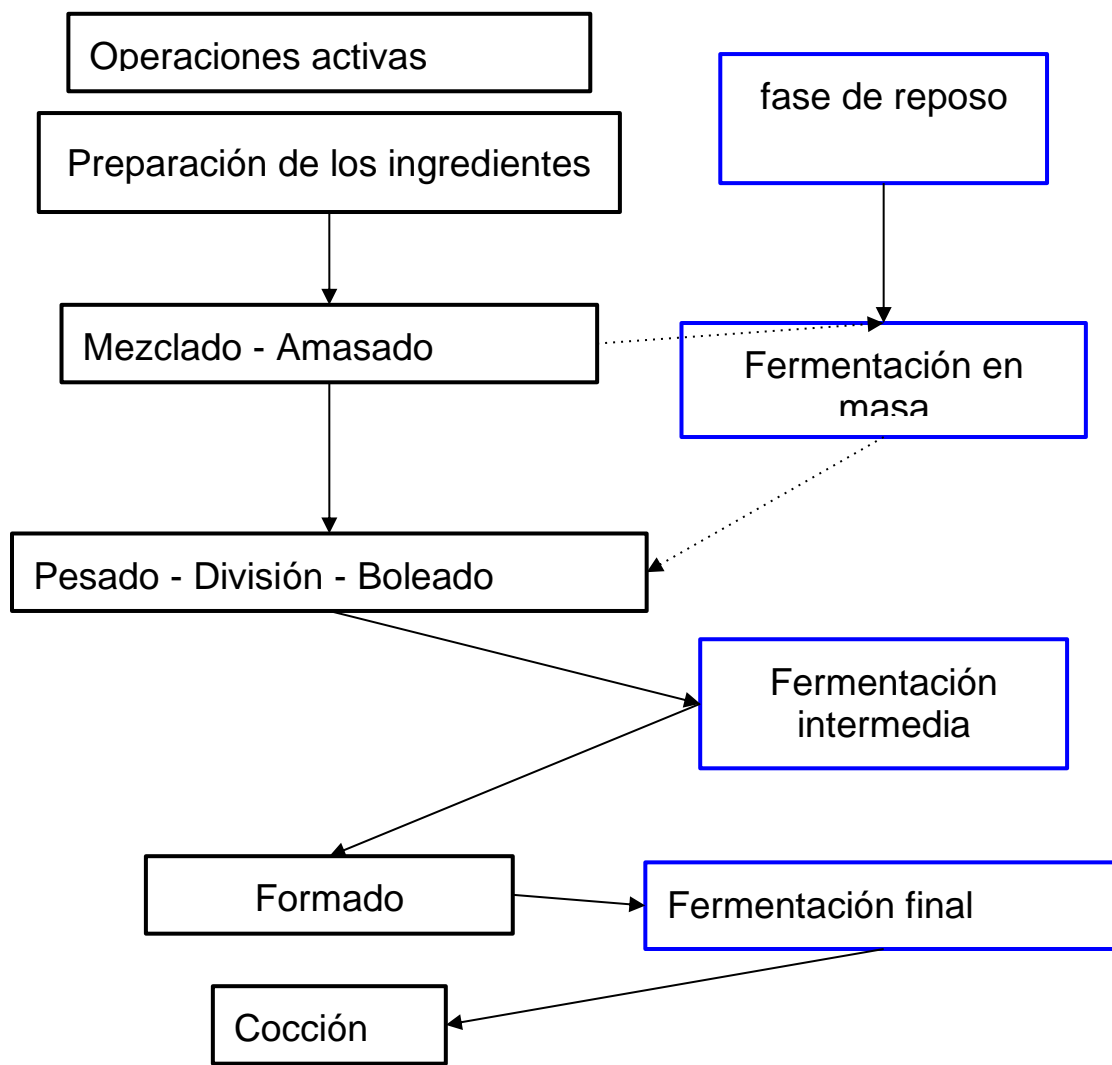 Operaciones activas
fase de reposo
Preparación de los ingredientes
Mezclado - Amasado
Fermentación en
masa
Pesado - División - Boleado
Fermentación
intermedia
Formado
Fermentación final
Cocción